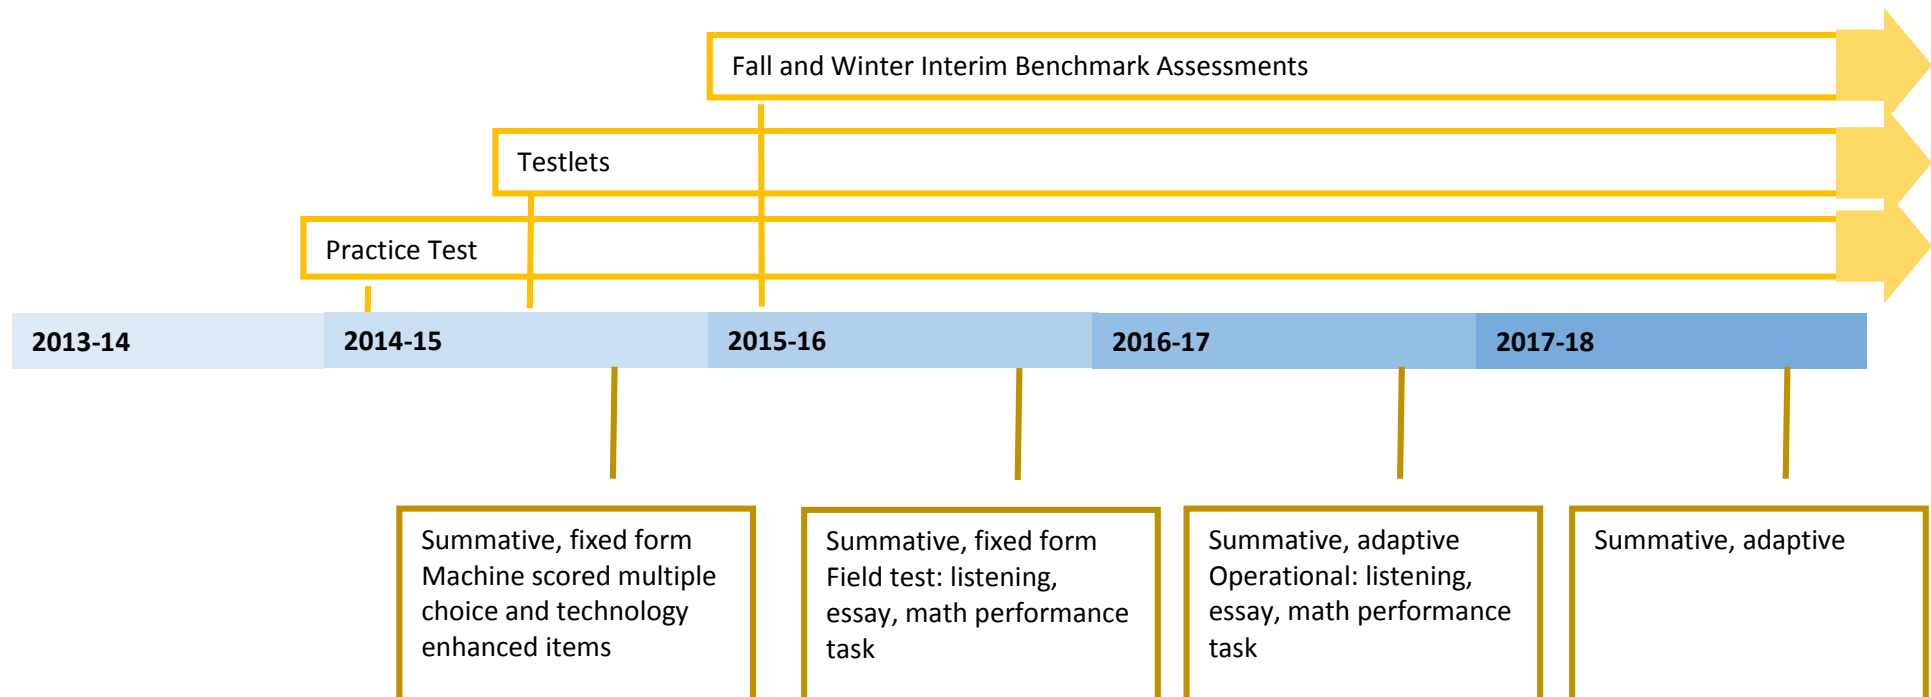 Fall and Winter Interim Benchmark Assessments
Testlets
Practice Test
2013-14
2014-15
2015-16
2016-17
2017-18
Summative, fixed form
Machine scored multiple
choice and technology
enhanced items
Summative, fixed form
Field test: listening,
essay, math performance
task
Summative, adaptive
Operational: listening,
essay, math performance
task
Summative, adaptive